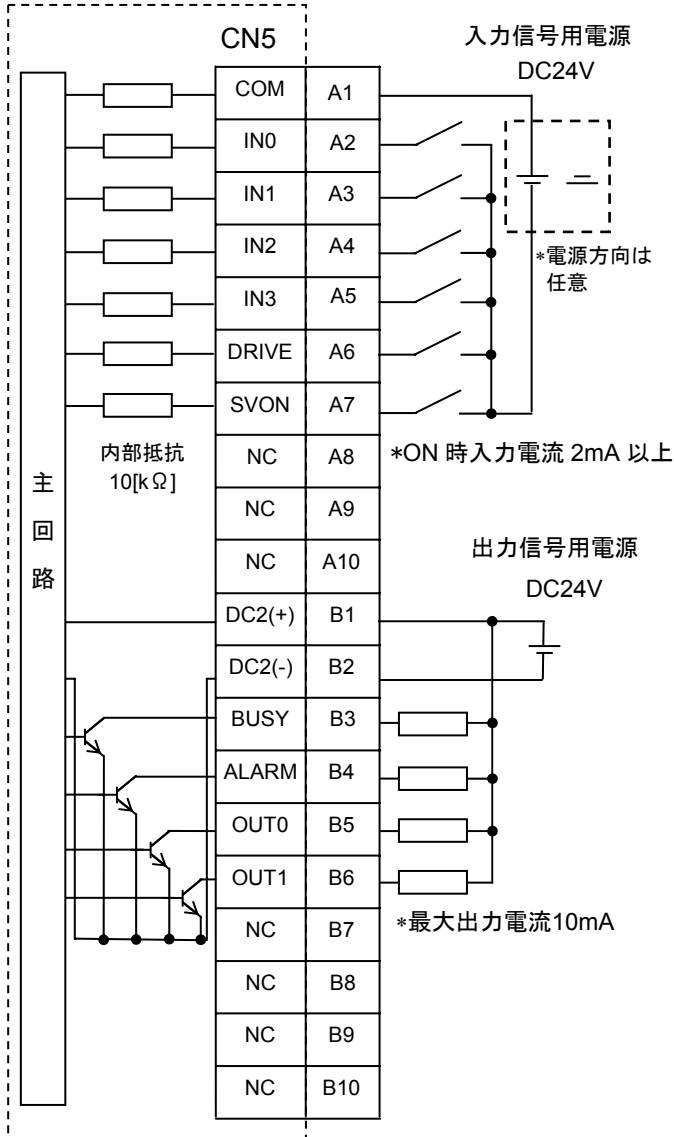 CN5
入力信号用電源
DC24V
COM A1
IN0 A2
IN1 A3
IN2 A4
IN3 A5
DRIVE A6
SVON A7
NC A8
NC A9
NC A10
DC2(+) B1
DC2(-) B2
BUSY B3
ALARM B4
OUT0 B5
OUT1 B6
NC B7
NC B8
NC B9
NC B10
*電源方向は
任意
*ON 時入力電流 2mA 以上
内部抵抗
10[kΩ]
主
回
路
出力信号用電源
DC24V
*最大出力電流10mA